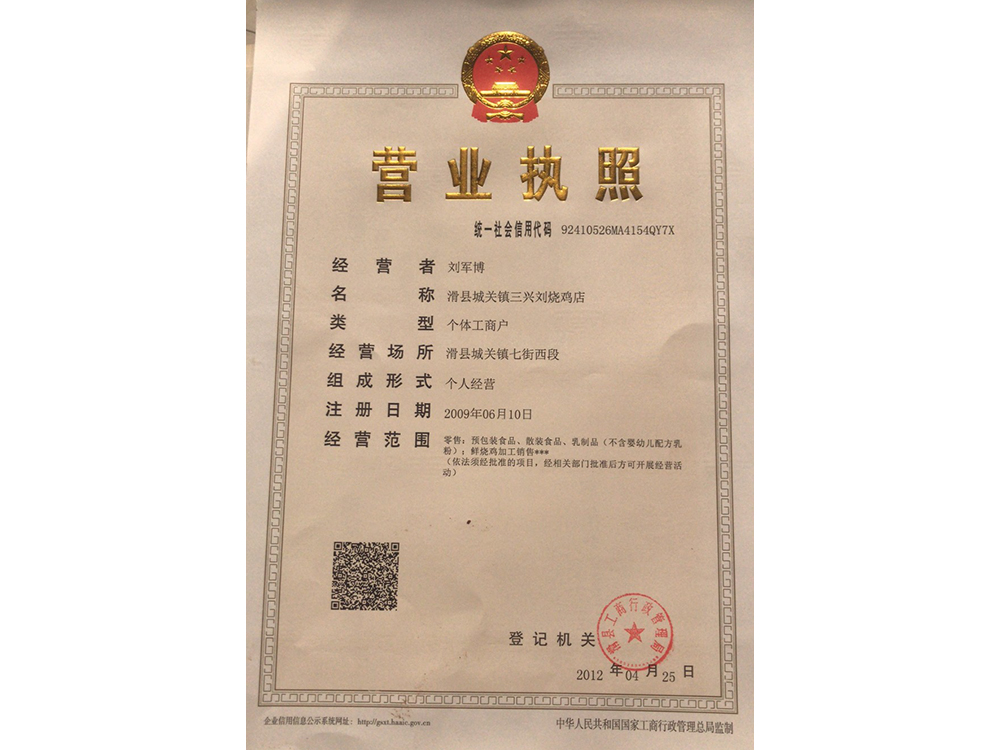 营业执照
统一社会信用代码 92410526MA4154QY7X
经营者 刘军博
名称 滑县城关镇三兴刘烧鸡店
类型 个体工商户
经营场所 滑县城关镇七街西段
组成形式 个人经营
注册日期 2009年06月10日
经营范围 零售：预包装食品、散装食品、乳制品（不含婴幼儿配方乳
粉）；鲜烧鸡加工销售***
（依法须经批准的项目，经相关部门批准后方可开展经营活
动）
滑县工商行政管理局
登记机关
2012 年 04 月 25 日
企业信用信息公示系统网址：http://gsxt.haaic.gov.cn
中华人民共和国国家工商行政管理总局监制